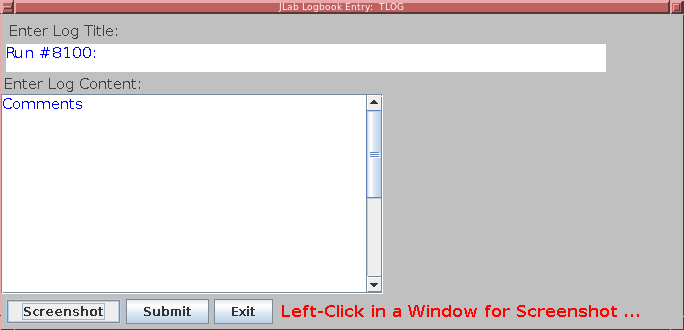 JLab Logbook Entry: TLOG
Enter Log Title:
Run #8100:
Enter Log Content:
Comments
Screenshot Submit Exit Left-Click in a Window for Screenshot ...